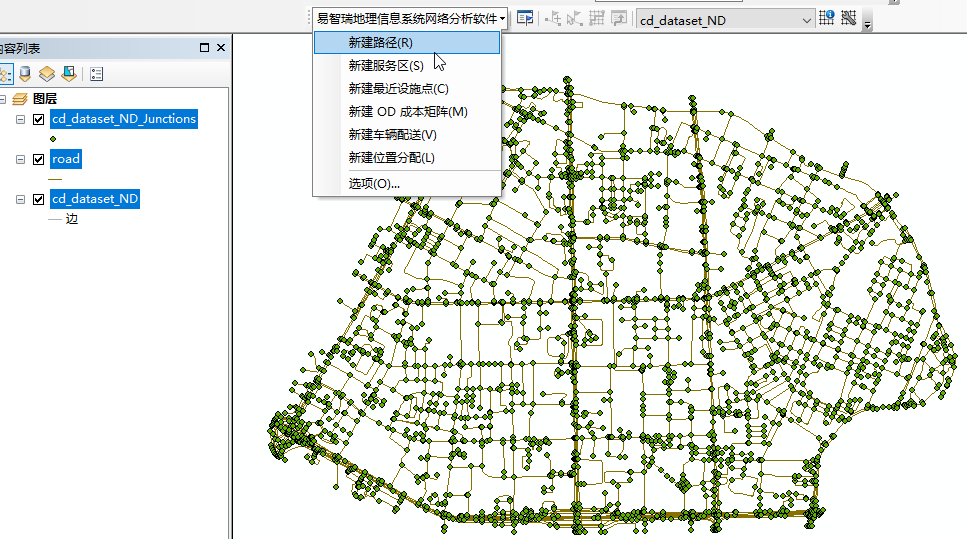 易智瑞地理信息系统网络分析软件
cd_dataset_ND
新建路径(R)
新建服务区(S)
新建最近设施点(C)
新建 OD 成本矩阵(M)
新建车辆配送(V)
新建位置分配(L)
选项(O)...
内容列表
图层
cd_dataset_ND_Junctions
road
cd_dataset_ND
边